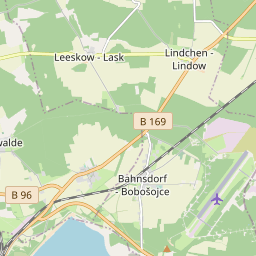 Leeskow - Lask
Lindchen -
Lindow
B 169
walde
Bahnsdorf
- Bobošojce
B 96